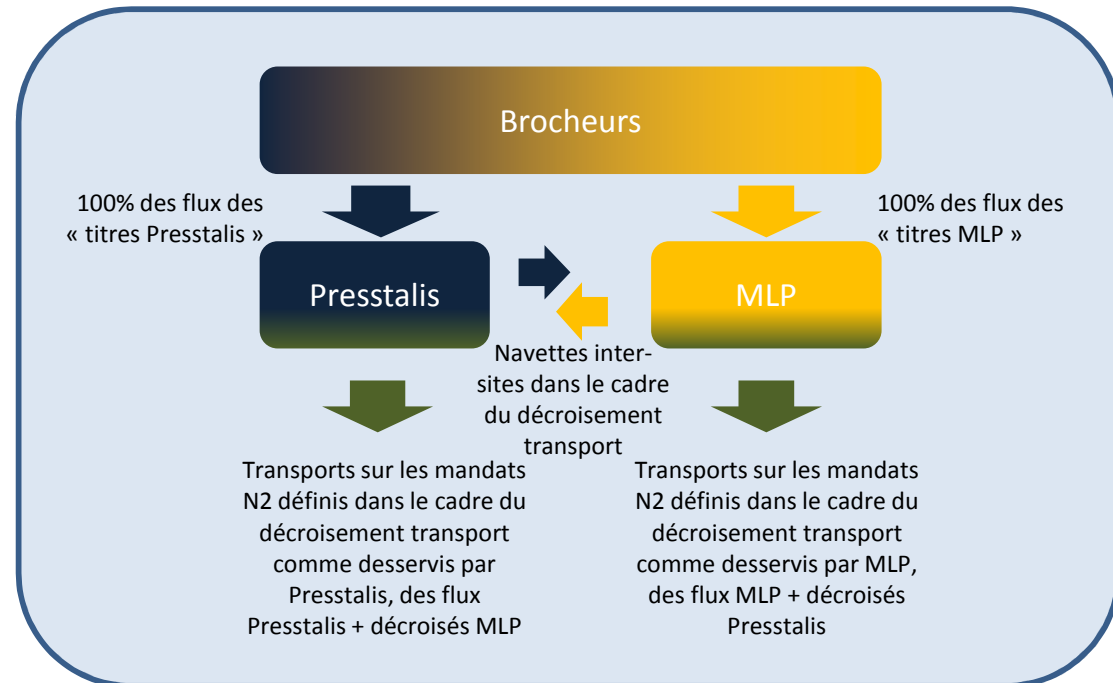 Brocheurs
100% des flux des
« titres Presstalis »
100% des flux des
« titres MLP »
Presstalis
MLP
Navettes inter-
sites dans le cadre
du décroisement
transport
Transports sur les mandats
N2 définis dans le cadre du
décroisement transport
comme desservis par
Presstalis, des flux
Presstalis + décroisés MLP
Transports sur les mandats
N2 définis dans le cadre du
décroisement transport
comme desservis par MLP,
des flux MLP + décroisés
Presstalis